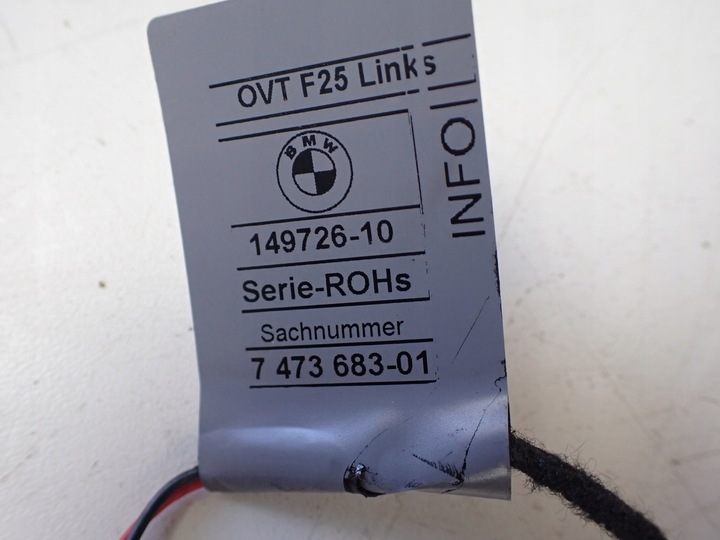 OVT F25 Links
BMW
149726-10
Serie-ROHs
Sachnummer
7 473 683-01
INFO